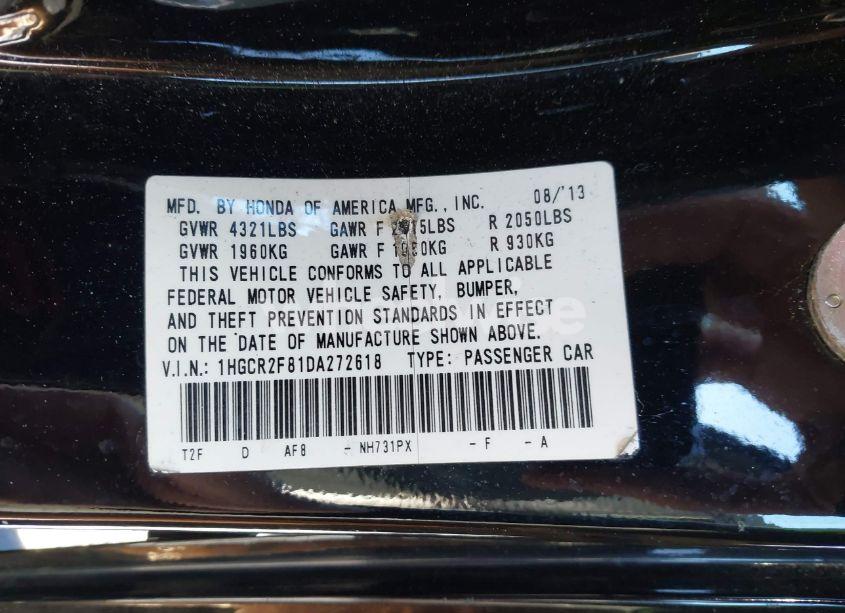 MFD. BY HONDA OF AMERICA MFG., INC. 08/'13
GVWR 4321LBS GAWR F LBS R 2050LBS
GVWR 1960KG GAWR F KG R 930KG
THIS VEHICLE CONFORMS TO ALL APPLICABLE
FEDERAL MOTOR VEHICLE SAFETY, BUMPER,
AND THEFT PREVENTION STANDARDS IN EFFECT
ON THE DATE OF MANUFACTURE SHOWN ABOVE.
V.I.N.: 1HGCR2F81DA272618 TYPE: PASSENGER CAR
T2F D AF8 - NH731PX - F - A